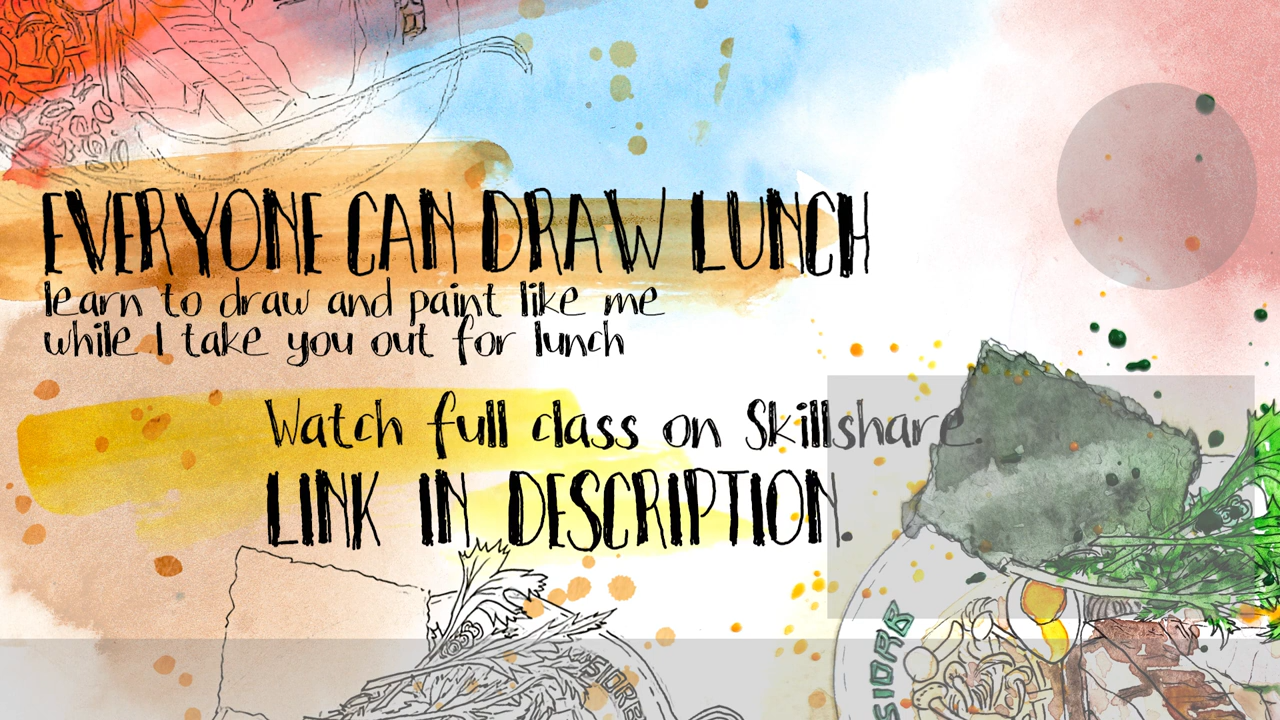 EVERYONE CAN DRAW LUNCH
learn to draw and paint like me
while I take you out for lunch
Watch full class on Skillshare
LINK IN DESCRIPTION.